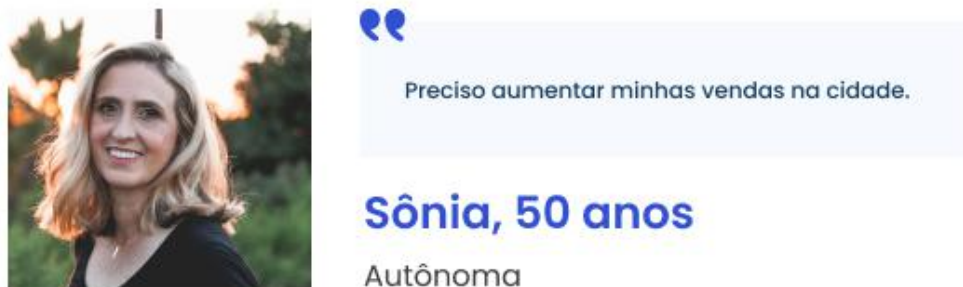 Preciso aumentar minhas vendas na cidade.
Sônia, 50 anos
Autônoma